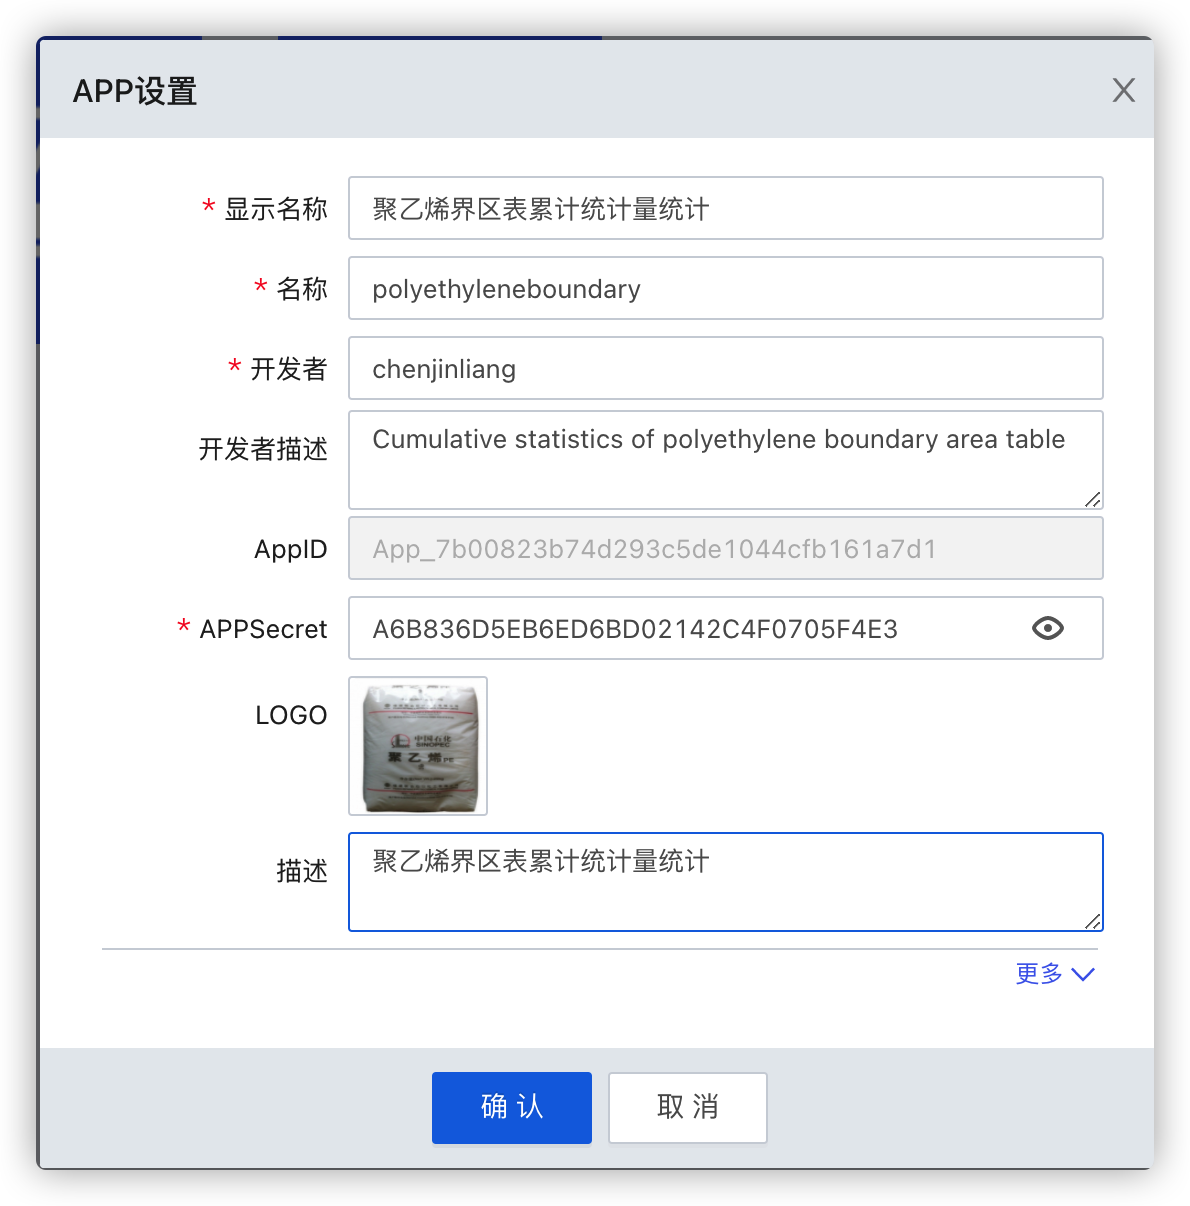 APP设置
* 显示名称 聚乙烯界区表累计统计量统计
* 名称 polyethyleneboundary
* 开发者 chenjinliang
开发者描述 Cumulative statistics of polyethylene boundary area table
AppID App_7b00823b74d293c5de1044cfb161a7d1
* APPSecret A6B836D5EB6ED6BD02142C4F0705F4E3
LOGO
中国石化
SINOPEC
聚乙烯PE
描述 聚乙烯界区表累计统计量统计
更多
确 认
取 消